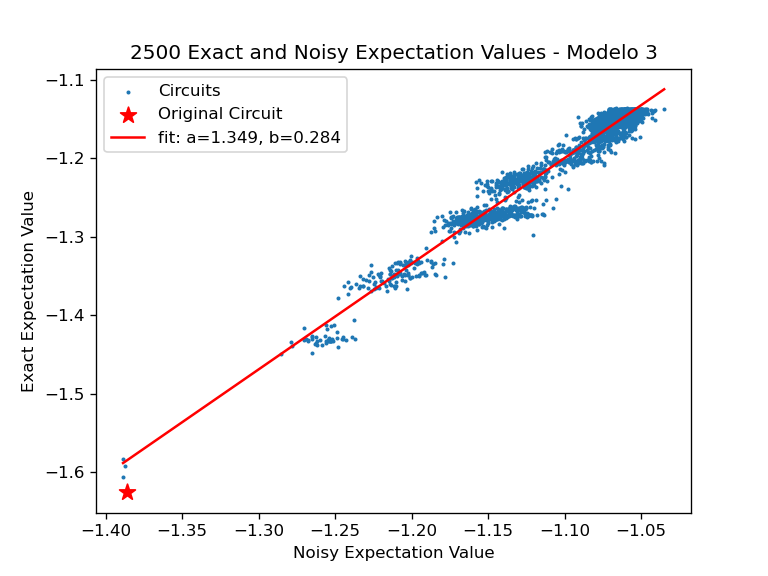 2500 Exact and Noisy Expectation Values - Modelo 3
Circuits
Original Circuit
fit: a=1.349, b=0.284
Exact Expectation Value
−1.1
−1.2
−1.3
−1.4
−1.5
−1.6
−1.40 −1.35 −1.30 −1.25 −1.20 −1.15 −1.10 −1.05
Noisy Expectation Value